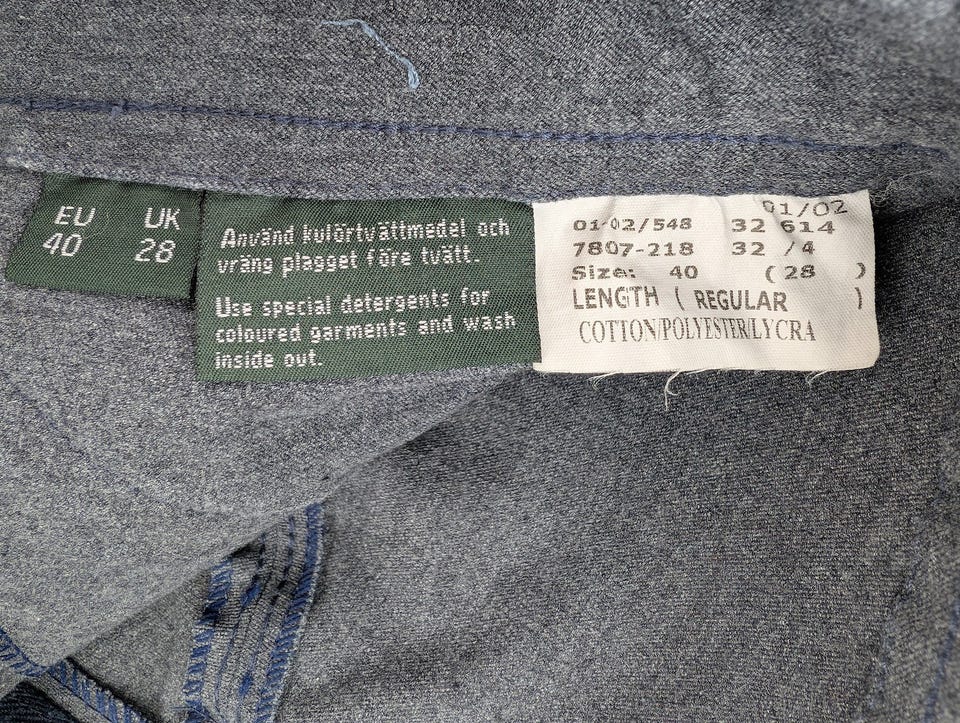 EU UK
40 28
Använd kulörtvättmedel och
vräng plagget före tvätt.
Use special detergents for
coloured garments and wash
inside out.
01/02
01-02/548 32 614
7807-218 32 /4
Size: 40 (28 )
LENGTH ( REGULAR )
COTTON/POLYESTER/LYCRA